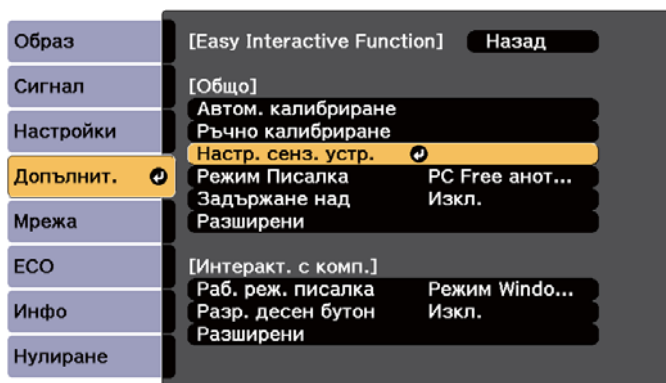 Образ
Сигнал
Настройки
Допълнит.
Мрежа
ECO
Инфо
Нулиране
[Easy Interactive Function] Назад
[Общо]
Автом. калибриране
Ръчно калибриране
Настр. сенз. устр.
Режим Писалка PC Free анот...
Задържане над Изкл.
Разширени
[Интеракт. с комп.]
Раб. реж. писалка Режим Windo...
Разр. десен бутон Изкл.
Разширени